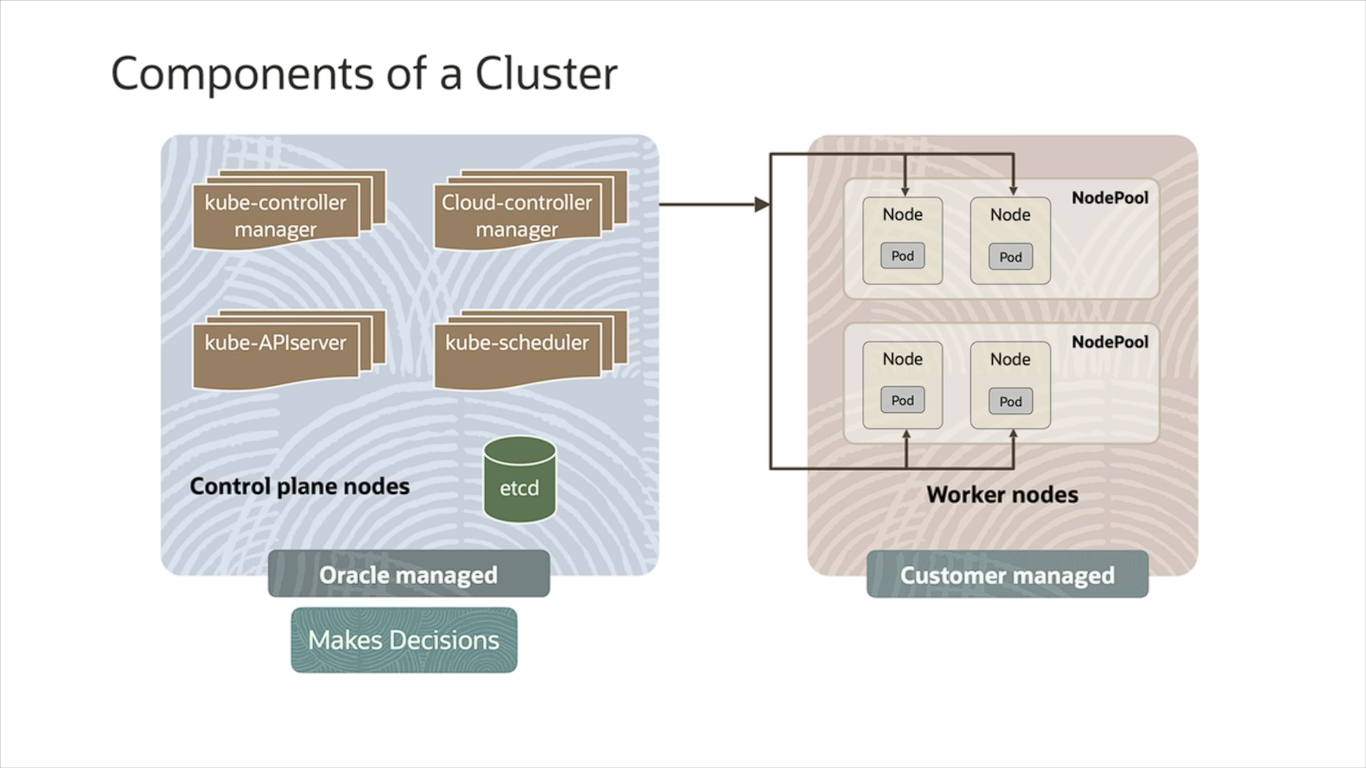 Components of a Cluster
kube-controller
manager
Cloud-controller
manager
kube-APIserver
kube-scheduler
Control plane nodes
etcd
Oracle managed
Makes Decisions
NodePool
Node
Pod
Node
Pod
NodePool
Node
Pod
Node
Pod
Worker nodes
Customer managed